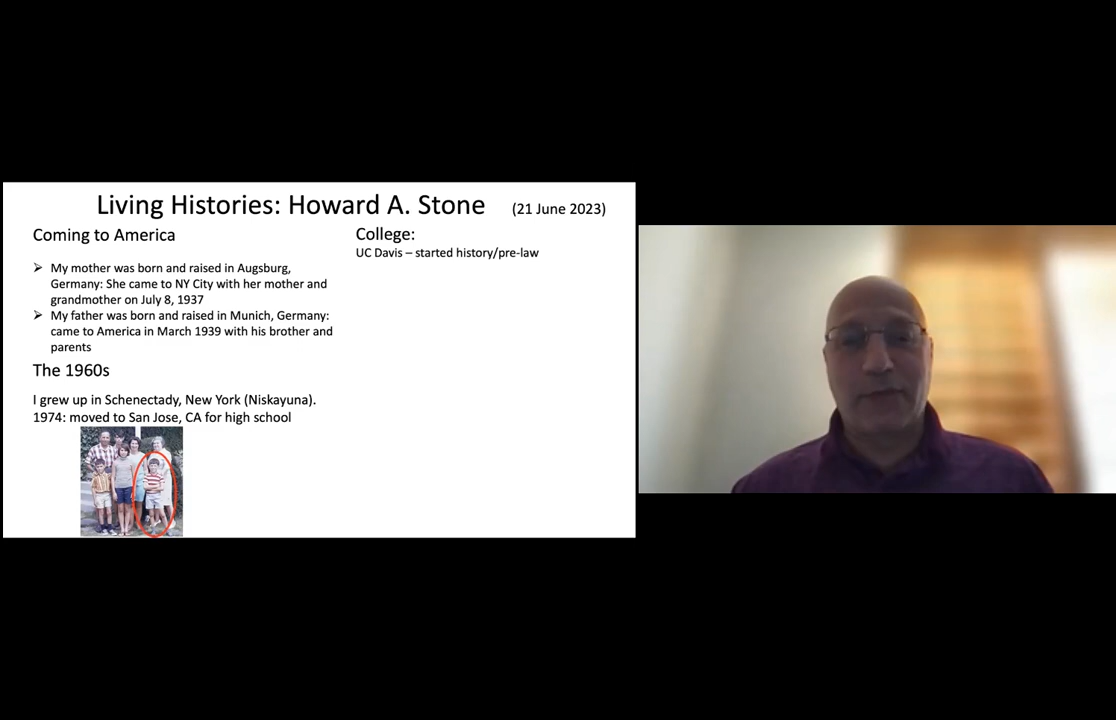 Living Histories: Howard A. Stone (21 June 2023)
Coming to America
➢ My mother was born and raised in Augsburg,
Germany: She came to NY City with her mother and
grandmother on July 8, 1937
➢ My father was born and raised in Munich, Germany:
came to America in March 1939 with his brother and
parents
The 1960s
I grew up in Schenectady, New York (Niskayuna).
1974: moved to San Jose, CA for high school
College:
UC Davis – started history/pre-law